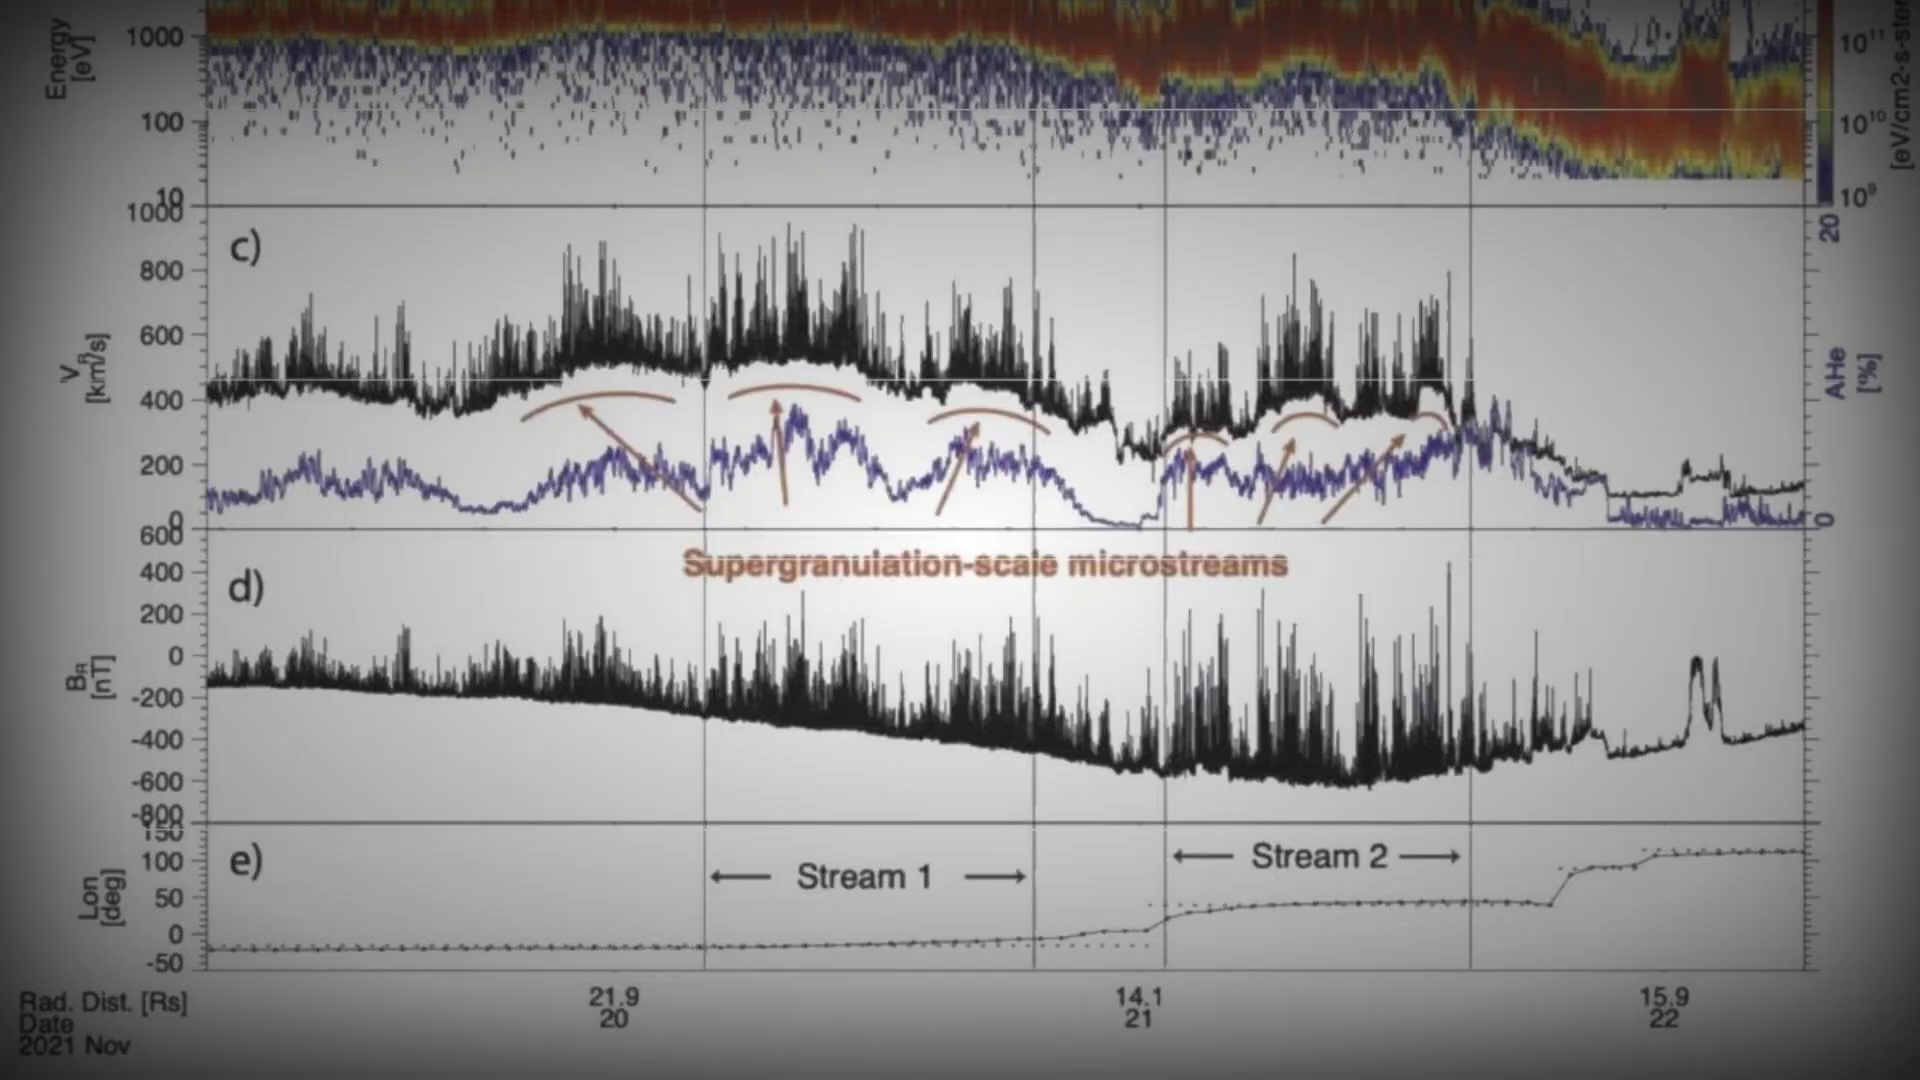 Energy
[eV]
1000
100
10
10¹¹
10¹⁰
10⁹
[eV/cm2-s-ster
c)
1000
800
600
400
200
0
V_R
[km/s]
20
AHe
[%]
0
Supergranulation-scale microstreams
d)
600
400
200
0
-200
-400
-600
-800
B_R
[nT]
e)
150
100
50
0
-50
Lon
[deg]
Stream 1
Stream 2
Rad. Dist. [Rs]
21.9
14.1
15.9
Date
20
21
22
2021 Nov